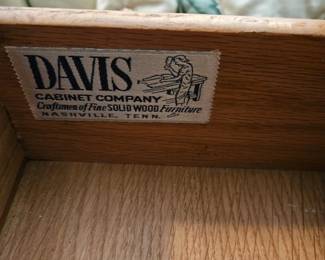 DAVIS
CABINET COMPANY
Craftsmen of Fine SOLID WOOD Furniture
NASHVILLE, TENN.